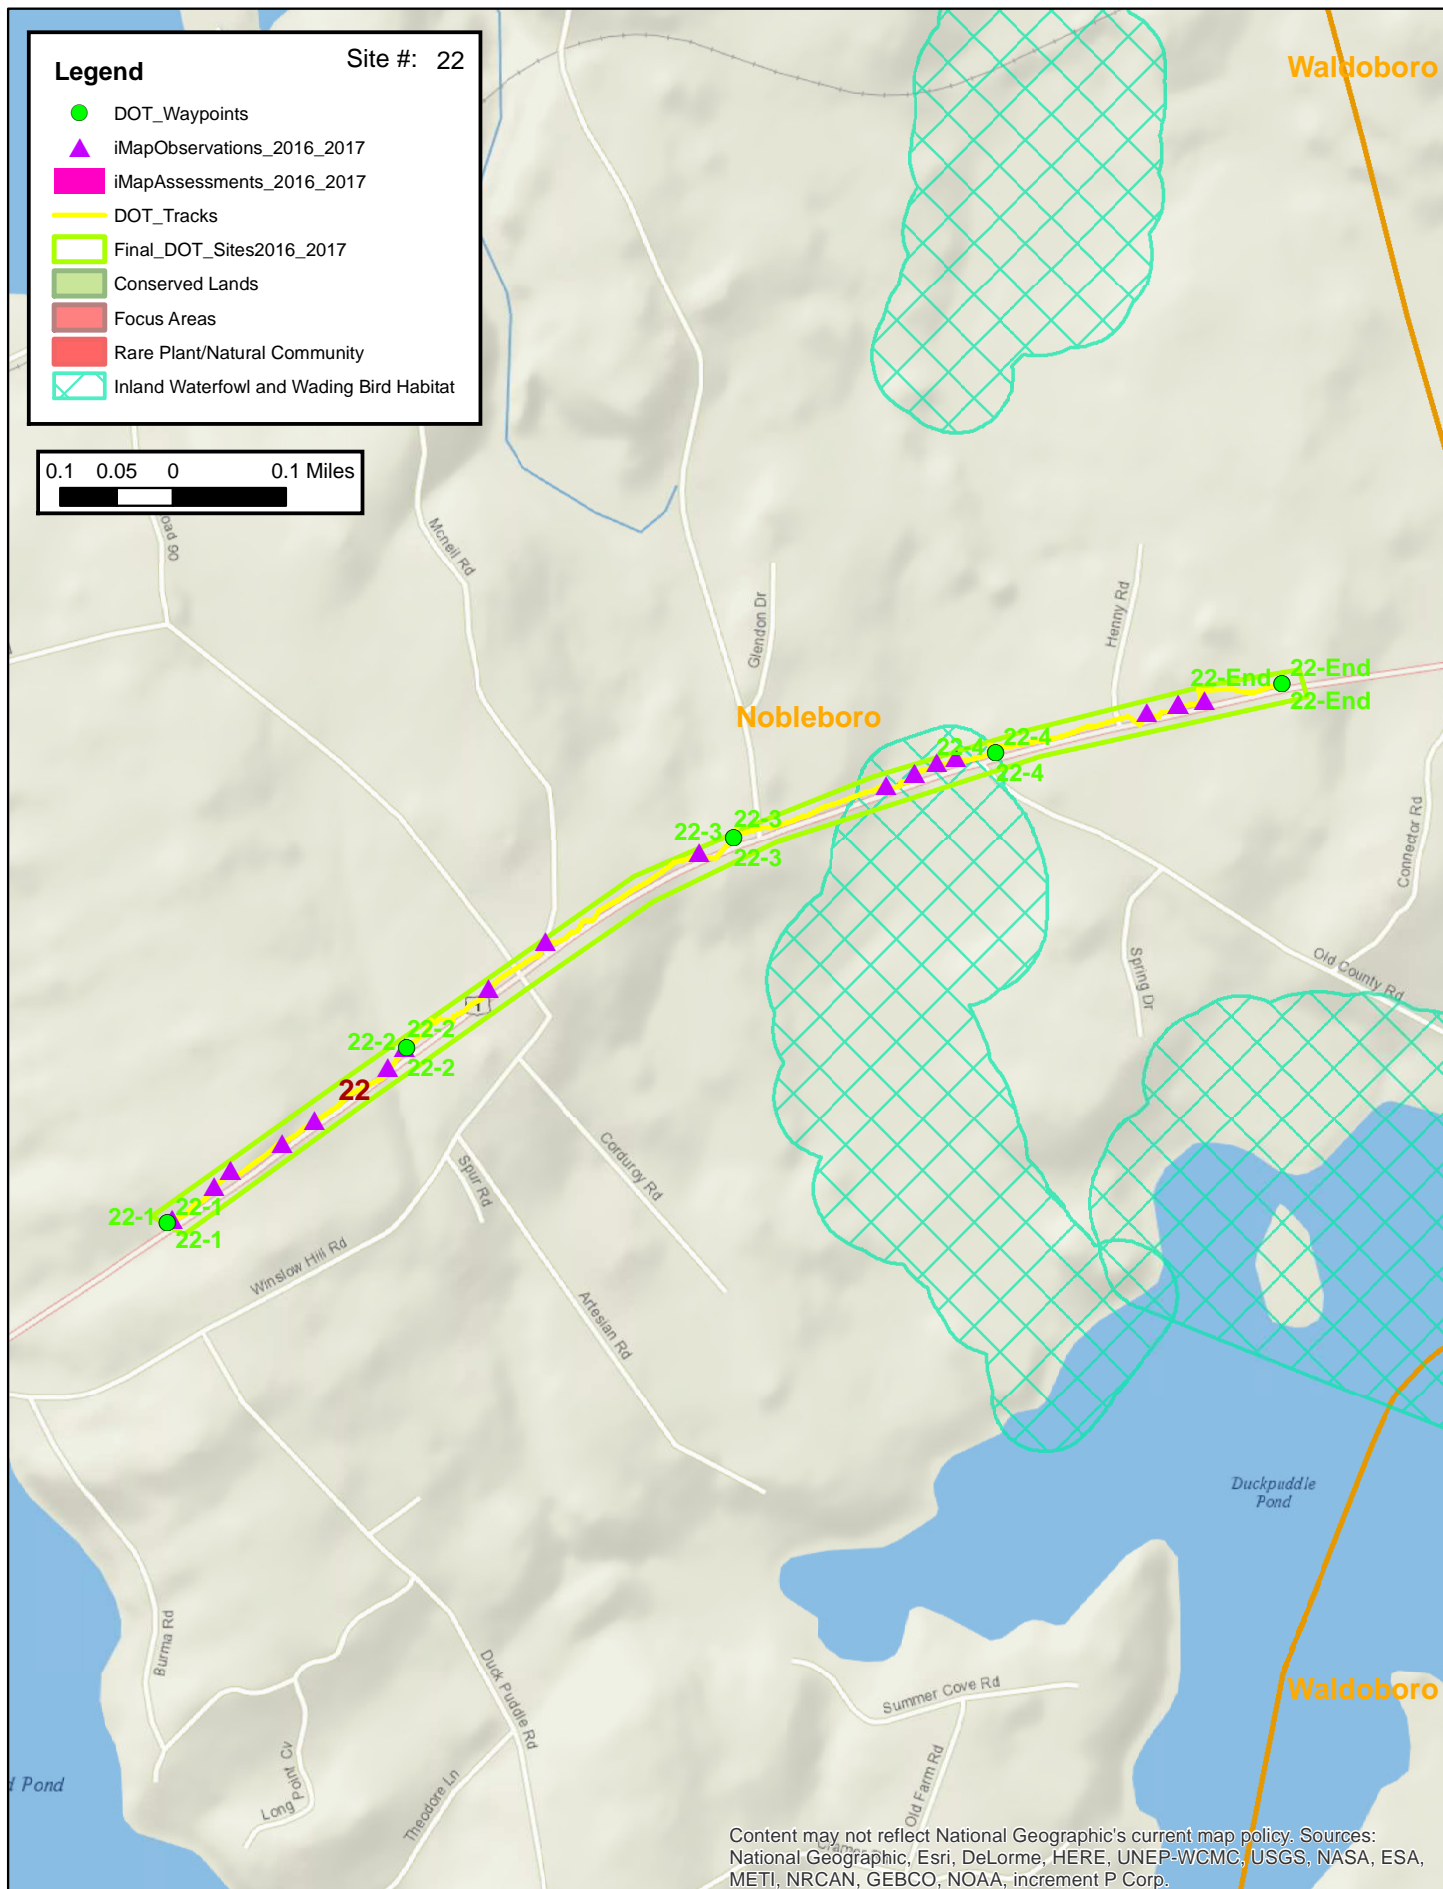 Legend
Site #: 22
DOT_Waypoints
iMapObservations_2016_2017
iMapAssessments_2016_2017
DOT_Tracks
Final_DOT_Sites2016_2017
Conserved Lands
Focus Areas
Rare Plant/Natural Community
Inland Waterfowl and Wading Bird Habitat
0.1 0.05 0 0.1 Miles
Waldoboro
oad 90
Mcneil Rd
Glendon Dr
Henny Rd
Nobleboro
22-End
22-End
22-End
22-4
22-4
22-4
22-3
22-3
22-3
Connector Rd
Old County Rd
Spring Dr
1
22-2
22-2
22-2
22
22-1
22-1
22-1
Spur Rd
Corduroy Rd
Winslow Hill Rd
Artesian Rd
Duckpuddle
Pond
Burma Rd
Duck Puddle Rd
Summer Cove Rd
Waldoboro
Old Farm Rd
Long Point Cv
Theodore Ln
d Pond
Content may not reflect National Geographic's current map policy. Sources:
National Geographic, Esri, DeLorme, HERE, UNEP-WCMC, USGS, NASA, ESA,
METI, NRCAN, GEBCO, NOAA, increment P Corp.